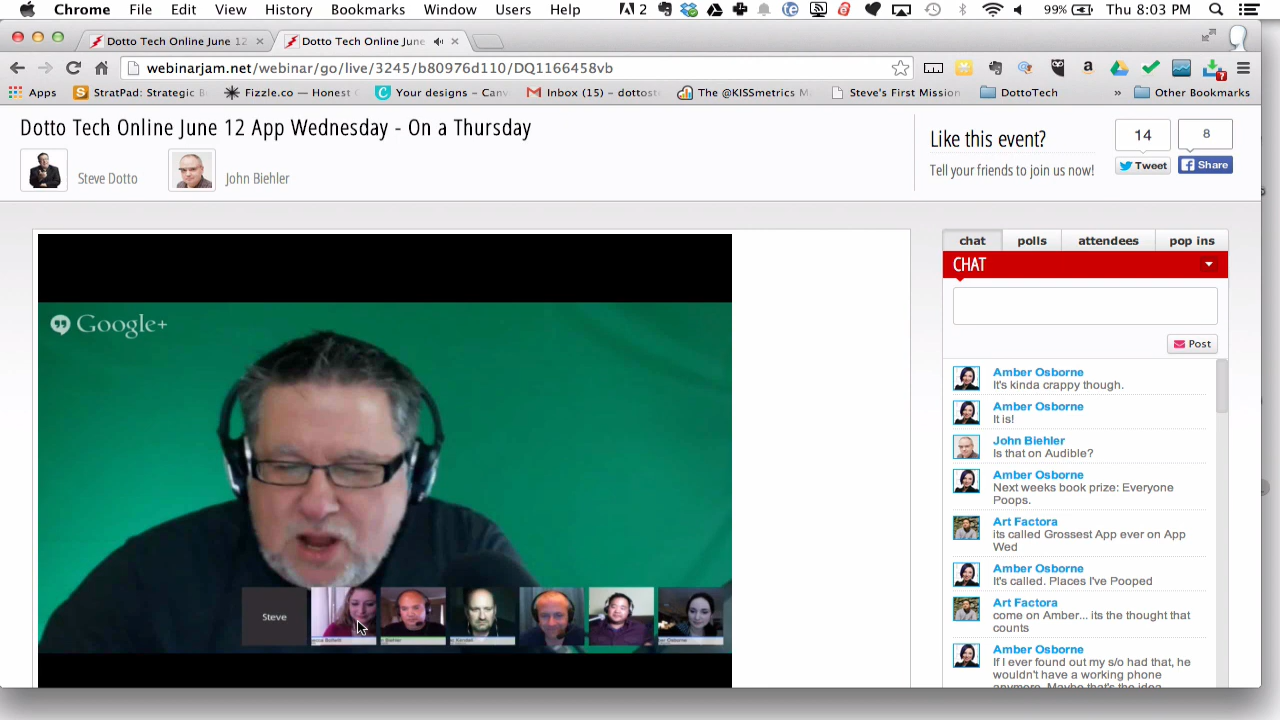 Chrome File Edit View History Bookmarks Window Users Help 2 99% Thu 8:03 PM
Dotto Tech Online June 12 Dotto Tech Online June
webinarjam.net/webinar/go/live/3245/b80976d110/DQ1166458vb
Apps StratPad: Strategic B Fizzle.co — Honest Your designs - Canv Inbox (15) - dottost The @KISSmetrics M Steve's First Mission DottoTech » Other Bookmarks
7
Dotto Tech Online June 12 App Wednesday - On a Thursday
Steve Dotto
John Biehler
Like this event?
Tell your friends to join us now!
14
8
Tweet
Share
Google+
Steve
chat polls attendees pop ins
CHAT
Post
Amber Osborne
It's kinda crappy though.
Amber Osborne
It is!
John Biehler
Is that on Audible?
Amber Osborne
Next weeks book prize: Everyone
Poops.
Art Factora
its called Grossest App ever on App
Wed
Amber Osborne
It's called. Places I've Pooped
Art Factora
come on Amber... its the thought that
counts
Amber Osborne
If I ever found out my s/o had that, he
wouldn't have a working phone
anymore. Maybe that's the idea